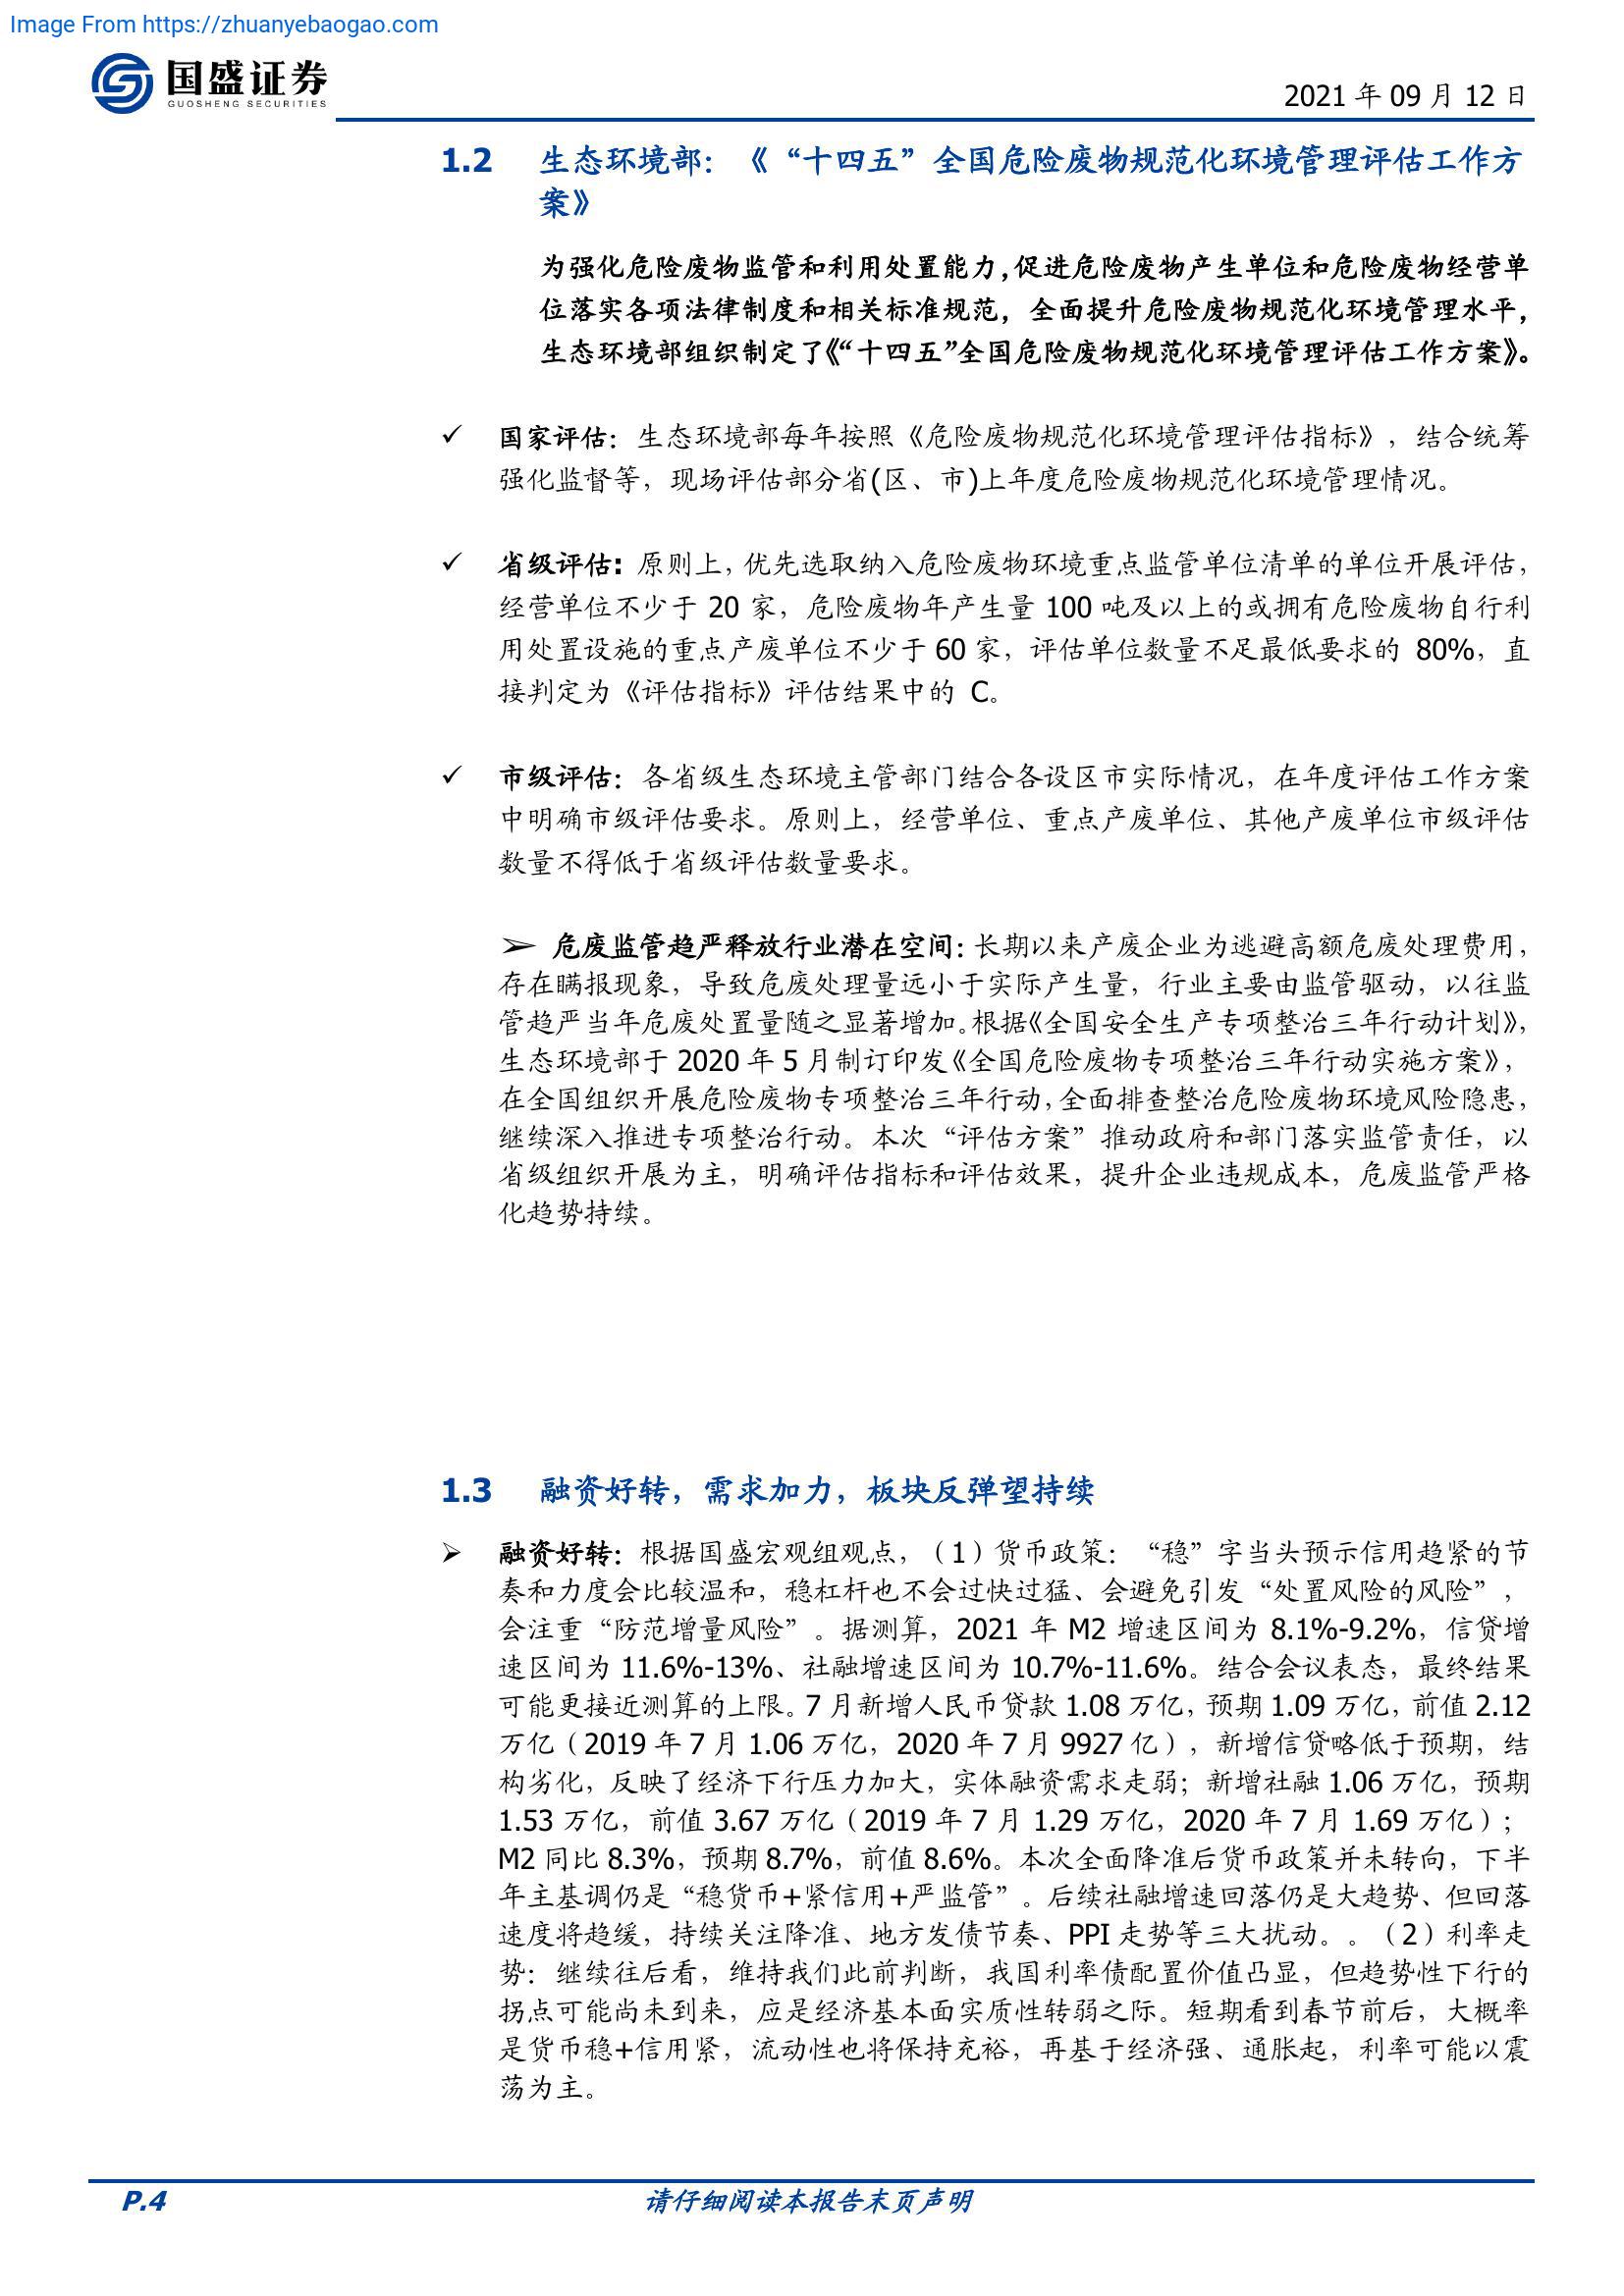 Image From https://zhuanyebaogao.com
国盛证券
GUOSHENG SECURITIES
2021 年 09 月 12 日
1.2 生态环境部：《“十四五”全国危险废物规范化环境管理评估工作方
案》
为强化危险废物监管和利用处置能力,促进危险废物产生单位和危险废物经营单
位落实各项法律制度和相关标准规范，全面提升危险废物规范化环境管理水平，
生态环境部组织制定了《“十四五”全国危险废物规范化环境管理评估工作方案》。
✓ 国家评估：生态环境部每年按照《危险废物规范化环境管理评估指标》，结合统筹
强化监督等，现场评估部分省(区、市)上年度危险废物规范化环境管理情况。
✓ 省级评估: 原则上，优先选取纳入危险废物环境重点监管单位清单的单位开展评估，
经营单位不少于 20 家，危险废物年产生量 100 吨及以上的或拥有危险废物自行利
用处置设施的重点产废单位不少于 60 家，评估单位数量不足最低要求的 80%，直
接判定为《评估指标》评估结果中的 C。
✓ 市级评估：各省级生态环境主管部门结合各设区市实际情况，在年度评估工作方案
中明确市级评估要求。原则上，经营单位、重点产废单位、其他产废单位市级评估
数量不得低于省级评估数量要求。
➢ 危废监管趋严释放行业潜在空间：长期以来产废企业为逃避高额危废处理费用，
存在瞒报现象，导致危废处理量远小于实际产生量，行业主要由监管驱动，以往监
管趋严当年危废处置量随之显著增加。根据《全国安全生产专项整治三年行动计划》，
生态环境部于 2020 年 5 月制订印发《全国危险废物专项整治三年行动实施方案》，
在全国组织开展危险废物专项整治三年行动，全面排查整治危险废物环境风险隐患，
继续深入推进专项整治行动。本次“评估方案”推动政府和部门落实监管责任，以
省级组织开展为主，明确评估指标和评估效果，提升企业违规成本，危废监管严格
化趋势持续。
1.3 融资好转，需求加力，板块反弹望持续
➢ 融资好转：根据国盛宏观组观点，（1）货币政策：“稳”字当头预示信用趋紧的节
奏和力度会比较温和，稳杠杆也不会过快过猛、会避免引发“处置风险的风险”，
会注重“防范增量风险”。据测算，2021 年 M2 增速区间为 8.1%-9.2%，信贷增
速区间为 11.6%-13%、社融增速区间为 10.7%-11.6%。结合会议表态，最终结果
可能更接近测算的上限。7 月新增人民币贷款 1.08 万亿，预期 1.09 万亿，前值 2.12
万亿（2019 年 7 月 1.06 万亿，2020 年 7 月 9927 亿），新增信贷略低于预期，结
构劣化，反映了经济下行压力加大，实体融资需求走弱；新增社融 1.06 万亿，预期
1.53 万亿，前值 3.67 万亿（2019 年 7 月 1.29 万亿，2020 年 7 月 1.69 万亿）；
M2 同比 8.3%，预期 8.7%，前值 8.6%。本次全面降准后货币政策并未转向，下半
年主基调仍是“稳货币+紧信用+严监管”。后续社融增速回落仍是大趋势、但回落
速度将趋缓，持续关注降准、地方发债节奏、PPI 走势等三大扰动。。（2）利率走
势：继续往后看，维持我们此前判断，我国利率债配置价值凸显，但趋势性下行的
拐点可能尚未到来，应是经济基本面实质性转弱之际。短期看到春节前后，大概率
是货币稳+信用紧，流动性也将保持充裕，再基于经济强、通胀起，利率可能以震
荡为主。
P.4 请仔细阅读本报告末页声明